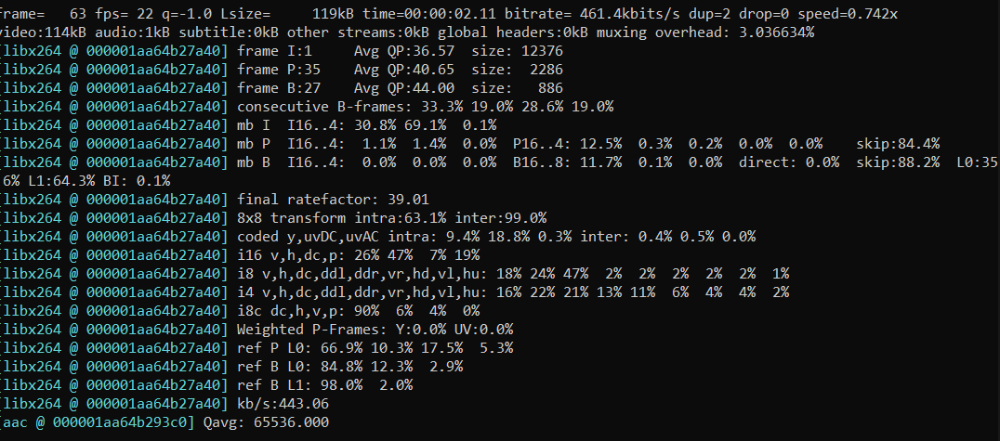 frame=   63 fps= 22 q=-1.0 Lsize=     119kB time=00:00:02.11 bitrate= 461.4kbits/s dup=2 drop=0 speed=0.742x
video:114kB audio:1kB subtitle:0kB other streams:0kB global headers:0kB muxing overhead: 3.036634%
[libx264 @ 000001aa64b27a40] frame I:1     Avg QP:36.57  size: 12376
[libx264 @ 000001aa64b27a40] frame P:35    Avg QP:40.65  size:  2286
[libx264 @ 000001aa64b27a40] frame B:27    Avg QP:44.00  size:   886
[libx264 @ 000001aa64b27a40] consecutive B-frames: 33.3% 19.0% 28.6% 19.0%
[libx264 @ 000001aa64b27a40] mb I  I16..4: 30.8% 69.1%  0.1%
[libx264 @ 000001aa64b27a40] mb P  I16..4:  1.1%  1.4%  0.0%  P16..4: 12.5%  0.3%  0.2%  0.0%  0.0%    skip:84.4%
[libx264 @ 000001aa64b27a40] mb B  I16..4:  0.0%  0.0%  0.0%  B16..8: 11.7%  0.1%  0.0%  direct: 0.0%  skip:88.2%  L0:35
.6% L1:64.3% BI: 0.1%
[libx264 @ 000001aa64b27a40] final ratefactor: 39.01
[libx264 @ 000001aa64b27a40] 8x8 transform intra:63.1% inter:99.0%
[libx264 @ 000001aa64b27a40] coded y,uvDC,uvAC intra: 9.4% 18.8% 0.3% inter: 0.4% 0.5% 0.0%
[libx264 @ 000001aa64b27a40] i16 v,h,dc,p: 26% 47%  7% 19%
[libx264 @ 000001aa64b27a40] i8 v,h,dc,ddl,ddr,vr,hd,vl,hu: 18% 24% 47%  2%  2%  2%  2%  2%  1%
[libx264 @ 000001aa64b27a40] i4 v,h,dc,ddl,ddr,vr,hd,vl,hu: 16% 22% 21% 13% 11%  6%  4%  4%  2%
[libx264 @ 000001aa64b27a40] i8c dc,h,v,p: 90%  6%  4%  0%
[libx264 @ 000001aa64b27a40] Weighted P-Frames: Y:0.0% UV:0.0%
[libx264 @ 000001aa64b27a40] ref P L0: 66.9% 10.3% 17.5%  5.3%
[libx264 @ 000001aa64b27a40] ref B L0: 84.8% 12.3%  2.9%
[libx264 @ 000001aa64b27a40] ref B L1: 98.0%  2.0%
[libx264 @ 000001aa64b27a40] kb/s:443.06
[aac @ 000001aa64b293c0] Qavg: 65536.000